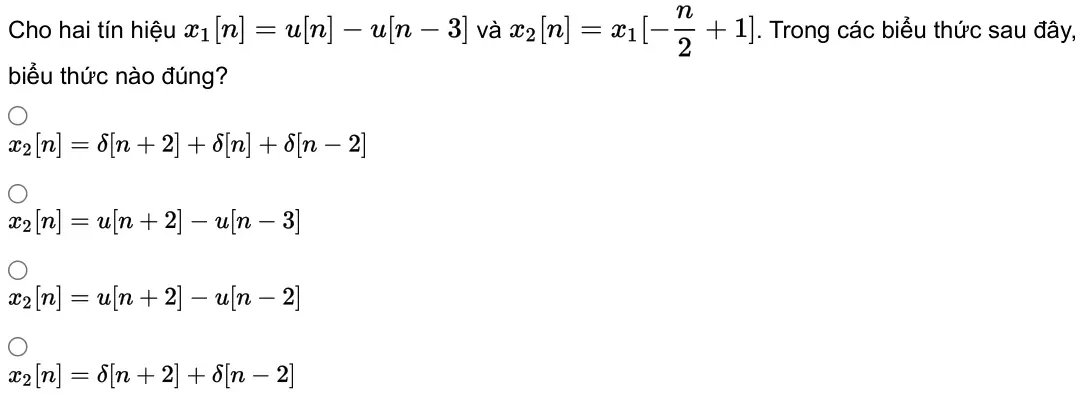 Cho hai tín hiệu x₁[n] = u[n] − u[n − 3] và x₂[n] = x₁[−n/2 + 1]. Trong các biểu thức sau đây,
biểu thức nào đúng?
x₂[n] = δ[n + 2] + δ[n] + δ[n − 2]
x₂[n] = u[n + 2] − u[n − 3]
x₂[n] = u[n + 2] − u[n − 2]
x₂[n] = δ[n + 2] + δ[n − 2]